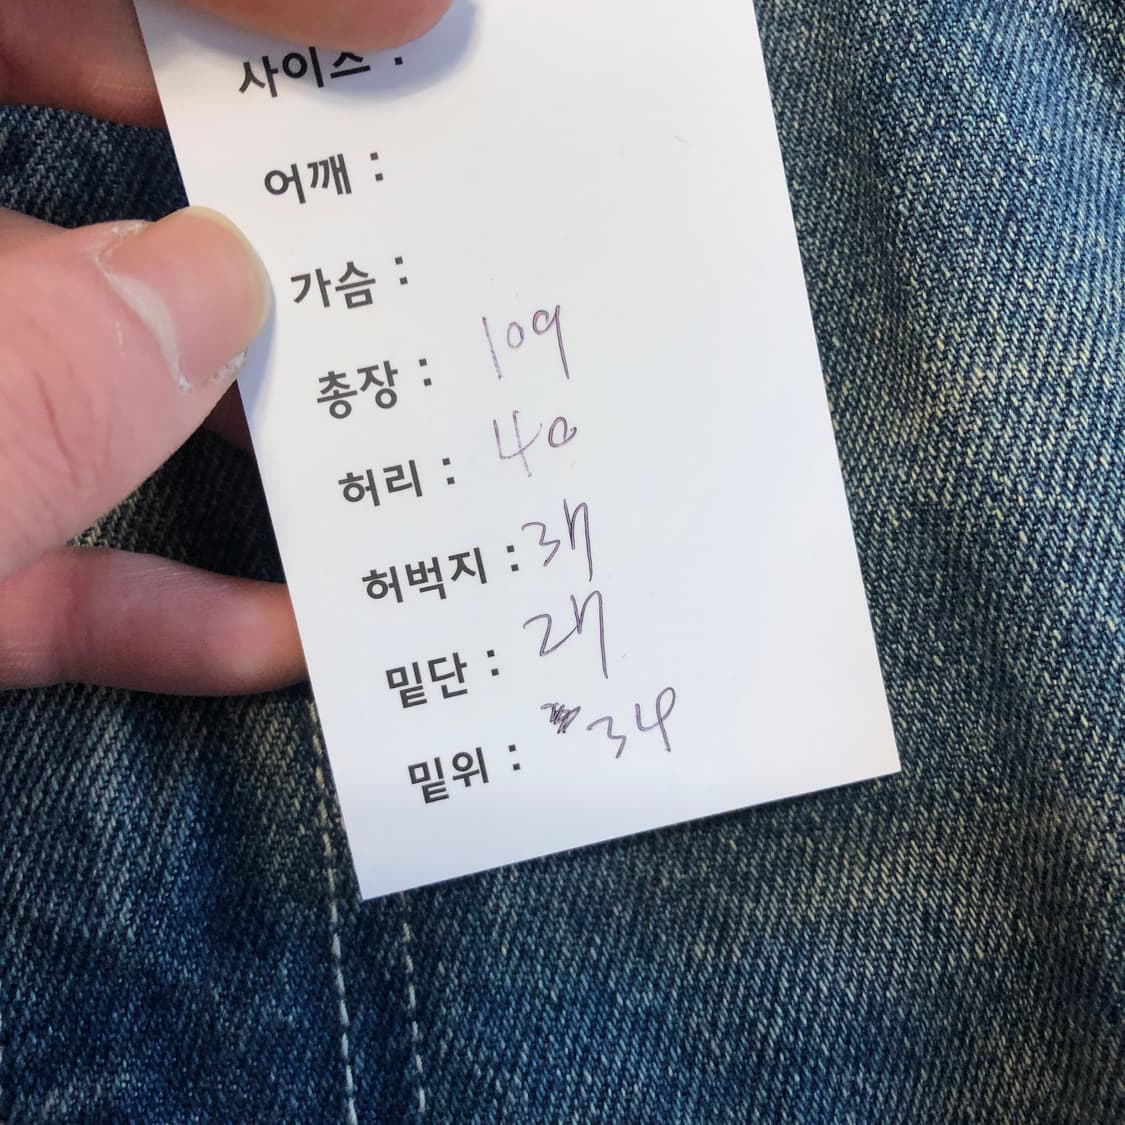 사이즈 :
어깨 :
가슴 :
총장 : 109
허리 : 40
허벅지 : 37
밑단 : 27
밑위 : 34